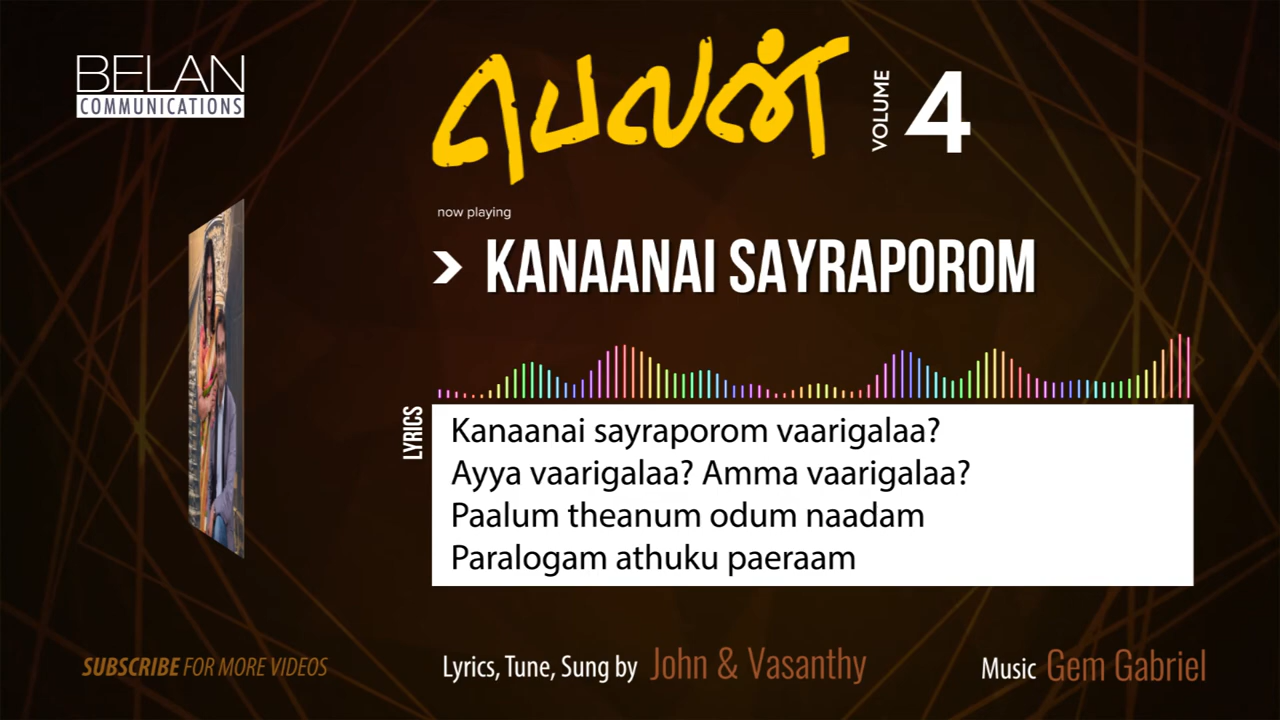 BELAN
COMMUNICATIONS
பெலன்
VOLUME 4
now playing
KANAANAI SAYRAPOROM
LYRICS
Kanaanai sayraporom vaarigalaa?
Ayya vaarigalaa? Amma vaarigalaa?
Paalum theanum odum naadam
Paralogam athuku paeraam
SUBSCRIBE FOR MORE VIDEOS
Lyrics, Tune, Sung by John & Vasanthy
Music Gem Gabriel